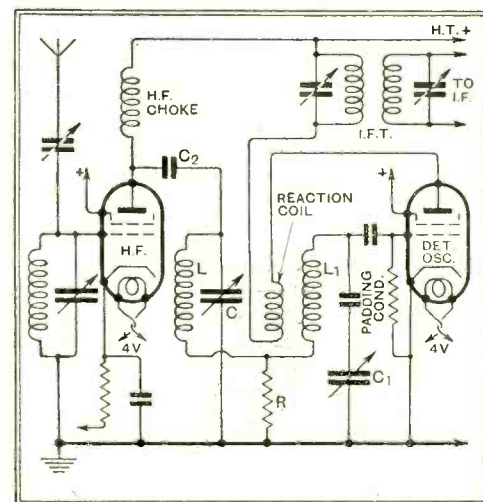 H.T.+
H.F.
CHOKE
TO
I.F.
I.F.T.
C2
+
REACTION
COIL
+
H.F.
L
C
L1
PADDING
COND.
DET.
OSC.
4V
R
C1
4V